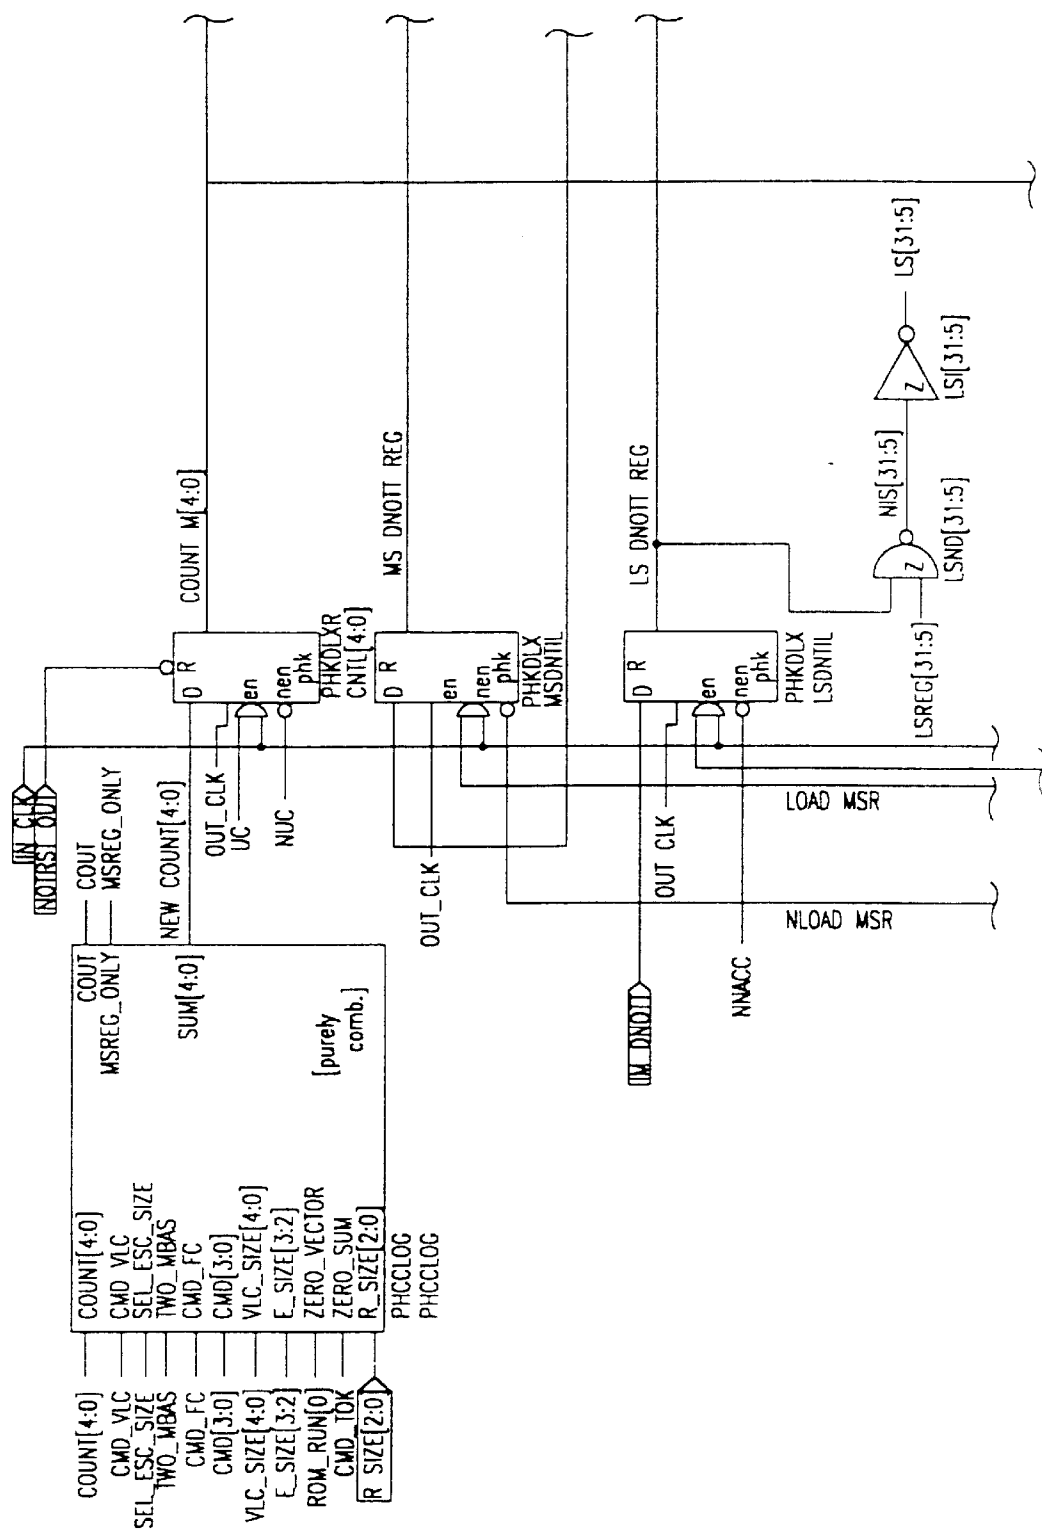 IN_CLK
NOTRST_OUT
COUNT[4:0]
CMD_VLC
SEL_ESC_SIZE
TWO_MBAS
CMD_FC
CMD[3:0]
VLC_SIZE[4:0]
E_SIZE[3:2]
ROM_RUN[0]
CMD_TOK
R_SIZE[2:0]
COUNT[4:0]
CMD_VLC
SEL_ESC_SIZE
TWO_MBAS
CMD_FC
CMD[3:0]
VLC_SIZE[4:0]
E_SIZE[3:2]
ZERO_VECTOR
ZERO_SUM
R_SIZE[2:0]
PHCCLOG
PHCCLOG
COUT
MSREG_ONLY
SUM[4:0]
[purely
comb.]
COUT
MSREG_ONLY
NEW COUNT[4:0]
OUT_CLK
UC
NUC
D R
en
nen
phk
PHKDLXR
CNTL[4:0]
COUNT M[4:0]
OUT_CLK
D R
en
nen
phk
PHKDLX
MSDNTIL
MS DNOTT REG
LOAD MSR
NLOAD MSR
IM_DNOTT
OUT CLK
NNACC
D R
en
nen
phk
PHKDLX
LSDNTIL
LS DNOTT REG
LSREG[31:5]
Z
LSND[31:5]
NIS[31:5]
Z
LSI[31:5]
LS[31:5]